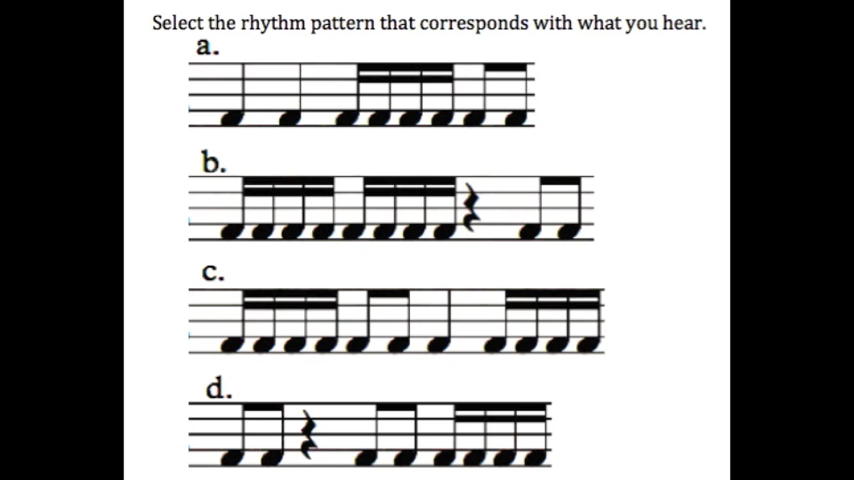 Select the rhythm pattern that corresponds with what you hear.
a.
b.
c.
d.